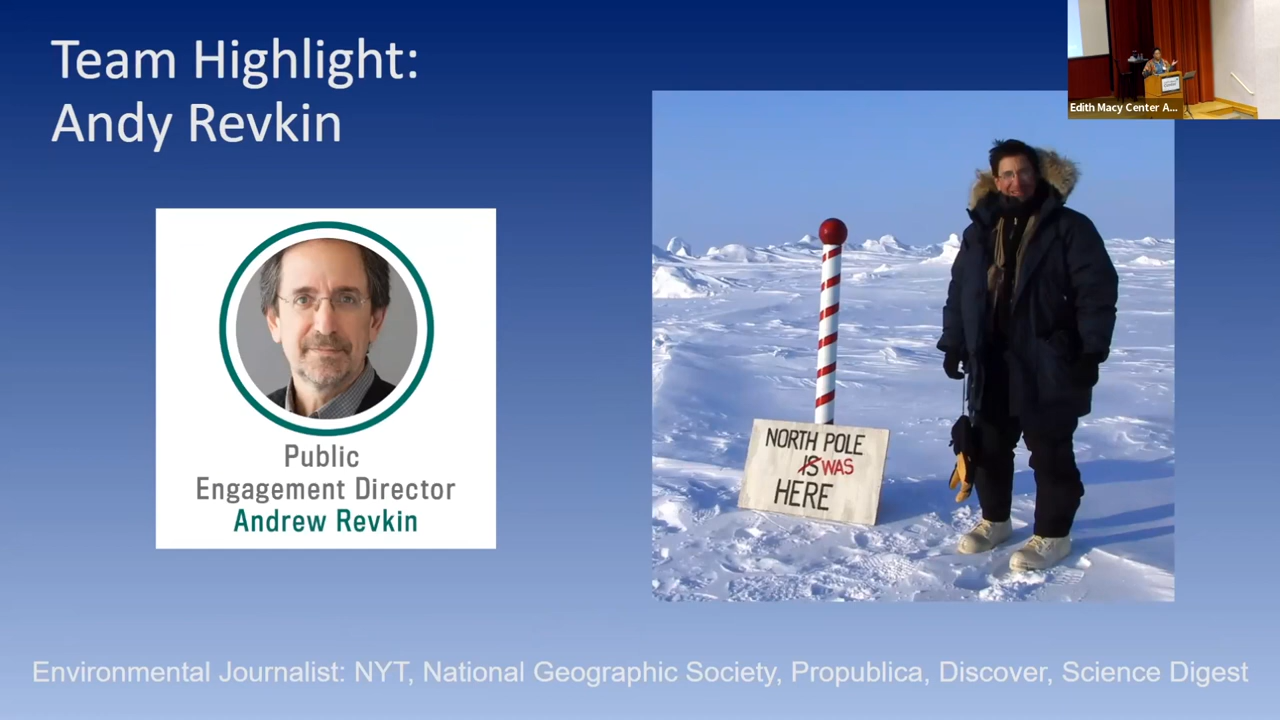 Team Highlight:
Andy Revkin
Edith Macy Center A...
NORTH POLE
IS WAS
HERE
Public
Engagement Director
Andrew Revkin
Environmental Journalist: NYT, National Geographic Society, Propublica, Discover, Science Digest